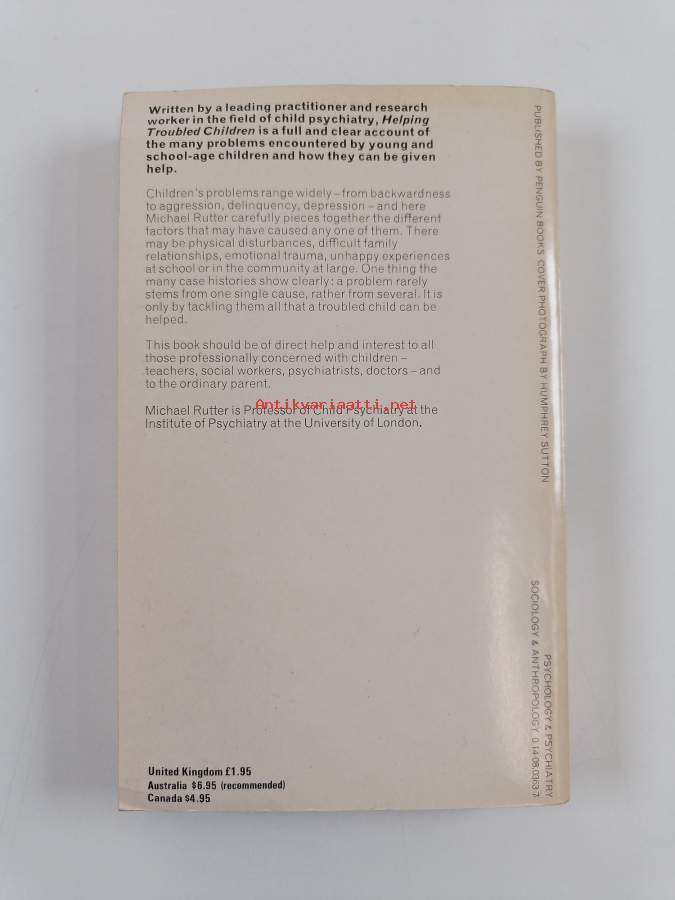 Written by a leading practitioner and research
worker in the field of child psychiatry, Helping
Troubled Children is a full and clear account of
the many problems encountered by young and
school-age children and how they can be given
help.
Children's problems range widely – from backwardness
to aggression, delinquency, depression – and here
Michael Rutter carefully pieces together the different
factors that may have caused any one of them. There
may be physical disturbances, difficult family
relationships, emotional trauma, unhappy experiences
at school or in the community at large. One thing the
many case histories show clearly: a problem rarely
stems from one single cause, rather from several. It is
only by tackling them all that a troubled child can be
helped.
This book should be of direct help and interest to all
those professionally concerned with children –
teachers, social workers, psychiatrists, doctors – and
to the ordinary parent.
Antikvariaatti.net
Michael Rutter is Professor of Child Psychiatry at the
Institute of Psychiatry at the University of London.
United Kingdom £1.95
Australia $6.95 (recommended)
Canada $4.95
PUBLISHED BY PENGUIN BOOKS COVER PHOTOGRAPH BY HUMPHREY SUTTON
PSYCHOLOGY & PSYCHIATRY
SOCIOLOGY & ANTHROPOLOGY 0.14 08.0363 7